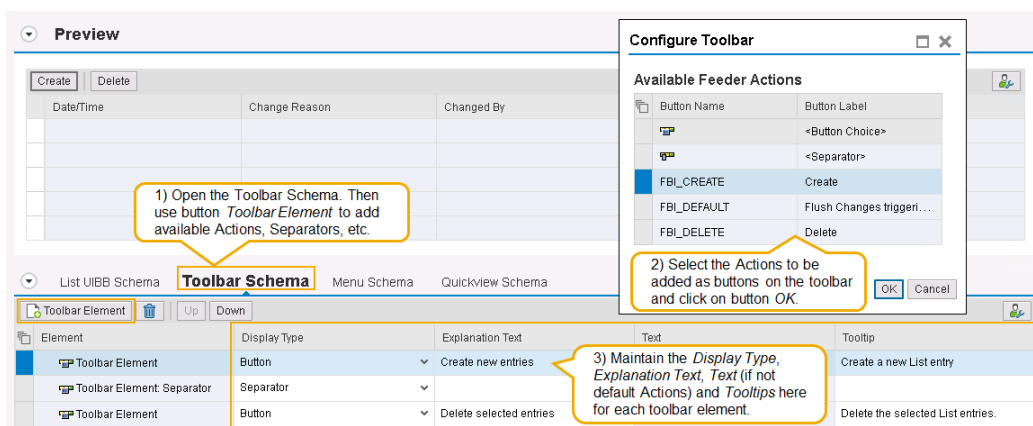 Preview
Create Delete
Date/Time Change Reason Changed By
Configure Toolbar
Available Feeder Actions
Button Name Button Label
<Button Choice>
<Separator>
FBI_CREATE Create
FBI_DEFAULT Flush Changes triggeri...
FBI_DELETE Delete
OK Cancel
1) Open the Toolbar Schema. Then
use button Toolbar Element to add
available Actions, Separators, etc.
2) Select the Actions to be
added as buttons on the toolbar
and click on button OK.
List UIBB Schema Toolbar Schema Menu Schema Quickview Schema
Toolbar Element Up Down
Element Display Type Explanation Text Text Tooltip
Toolbar Element Button Create new entries Create a new List entry
Toolbar Element: Separator Separator
Toolbar Element Button Delete selected entries Delete the selected List entries.
3) Maintain the Display Type,
Explanation Text, Text (if not
default Actions) and Tooltips here
for each toolbar element.